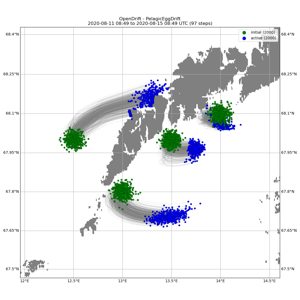 OpenDrift - PelagicEggDrift
2020-08-11 08:49 to 2020-08-15 08:49 UTC (97 steps)
initial (2000)
active (2000)
68.4°N
68.25°N
68.1°N
67.95°N
67.8°N
67.65°N
67.5°N
12°E 12.5°E 13°E 13.5°E 14°E 14.5°E